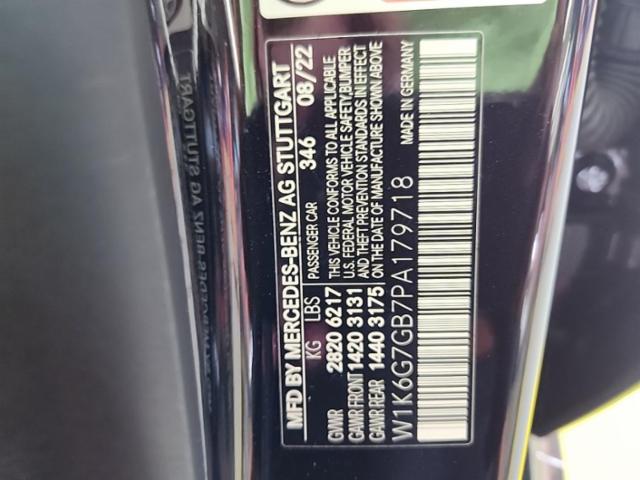 MFD BY MERCEDES-BENZ AG STUTTGART
KG LBS PASSENGER CAR 346 08/22
GVWR 2820 6217 THIS VEHICLE CONFORMS TO ALL APPLICABLE
U.S. FEDERAL MOTOR VEHICLE SAFETY, BUMPER
GAWR FRONT 1420 3131 AND THEFT PREVENTION STANDARDS IN EFFECT
GAWR REAR 1440 3175 ON THE DATE OF MANUFACTURE SHOWN ABOVE
W1K6G7GB7PA179718 MADE IN GERMANY